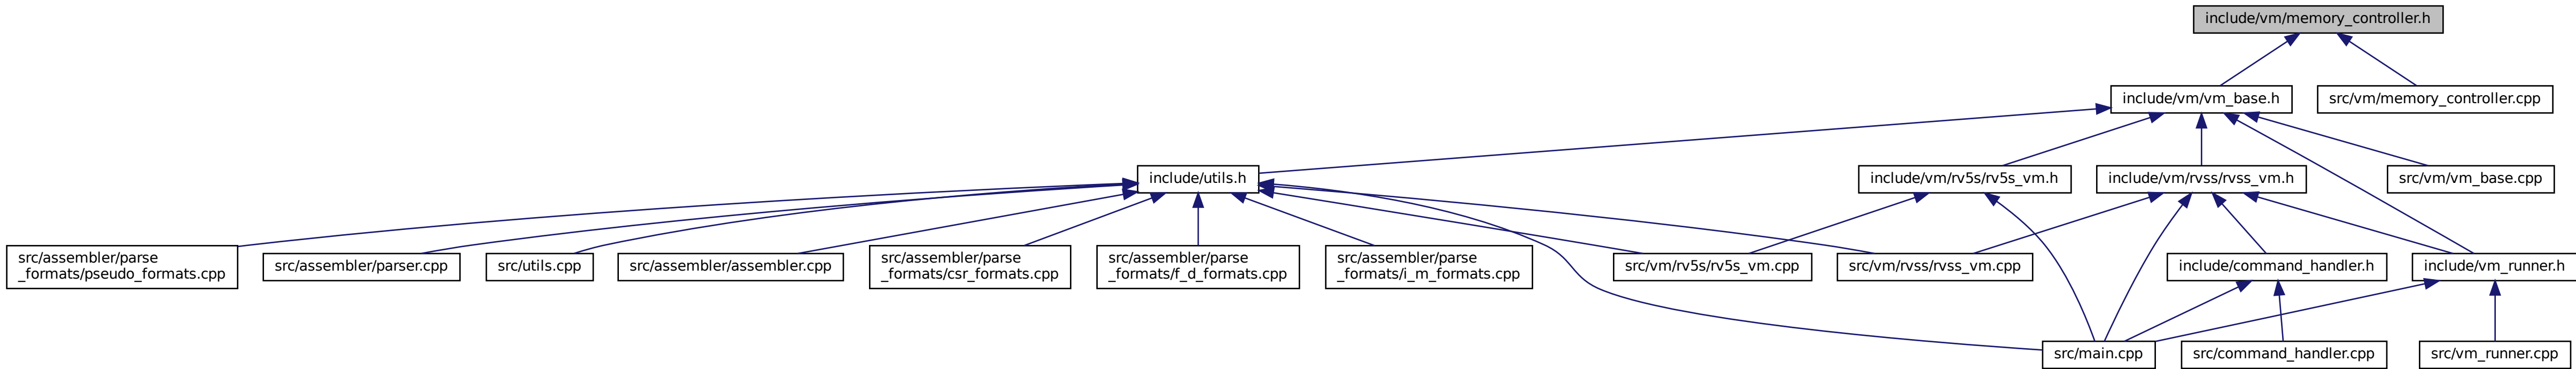 include/vm/memory_controller.h
include/vm/vm_base.h
src/vm/memory_controller.cpp
include/utils.h
include/vm/rv5s/rv5s_vm.h
include/vm/rvss/rvss_vm.h
src/vm/vm_base.cpp
src/assembler/parse
_formats/pseudo_formats.cpp
src/assembler/parser.cpp
src/utils.cpp
src/assembler/assembler.cpp
src/assembler/parse
_formats/csr_formats.cpp
src/assembler/parse
_formats/f_d_formats.cpp
src/assembler/parse
_formats/i_m_formats.cpp
src/vm/rv5s/rv5s_vm.cpp
src/vm/rvss/rvss_vm.cpp
include/command_handler.h
include/vm_runner.h
src/main.cpp
src/command_handler.cpp
src/vm_runner.cpp